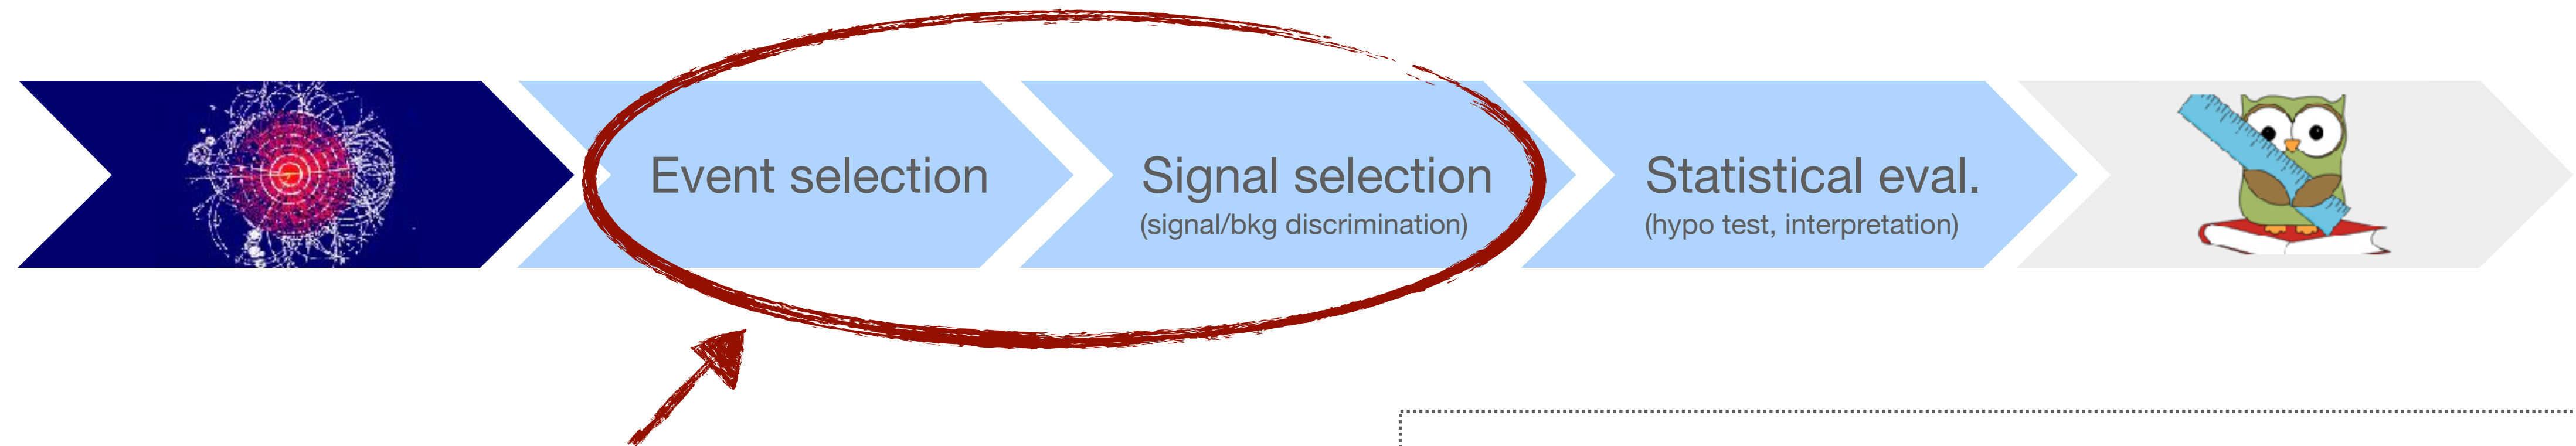 Event selection
Signal selection
(signal/bkg discrimination)
Statistical eval.
(hypo test, interpretation)